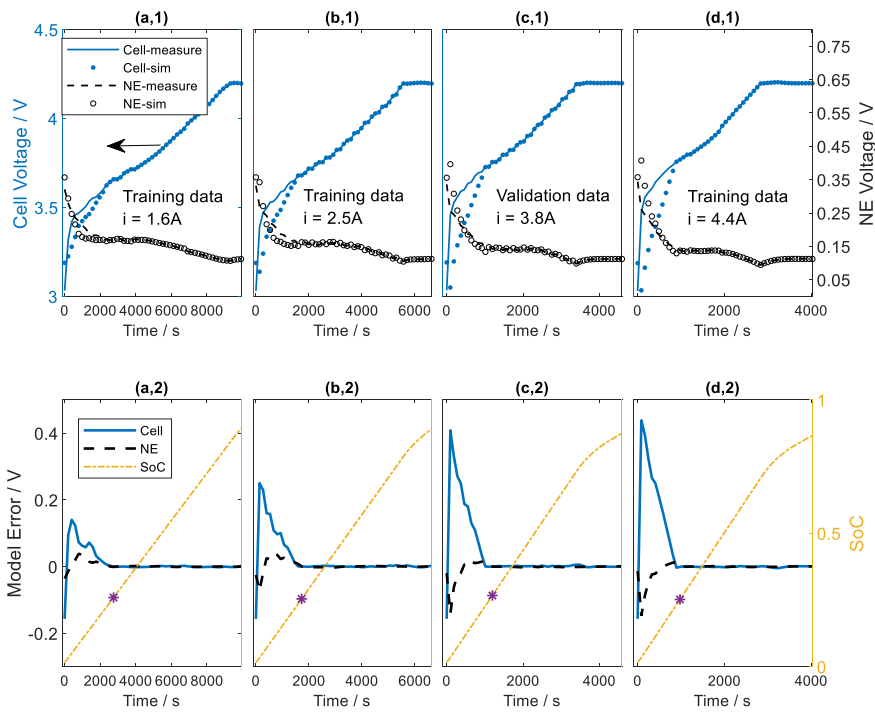 (a,1) (b,1) (c,1) (d,1)
4.5
4
3.5
3
Cell Voltage / V
Cell-measure
Cell-sim
NE-measure
NE-sim
Training data
i = 1.6A
Training data
i = 2.5A
Validation data
i = 3.8A
Training data
i = 4.4A
0.75
0.65
0.55
0.45
0.35
0.25
0.15
0.05
NE Voltage / V
0 2000 4000 6000 8000
0 2000 4000 6000
0 2000 4000
0 2000 4000
Time / s Time / s Time / s Time / s
(a,2) (b,2) (c,2) (d,2)
0.4
0.2
0
-0.2
Model Error / V
Cell
NE
SoC
1
0.5
0
SoC
0 2000 4000 6000 8000
0 2000 4000 6000
0 2000 4000
0 2000 4000
Time / s Time / s Time / s Time / s